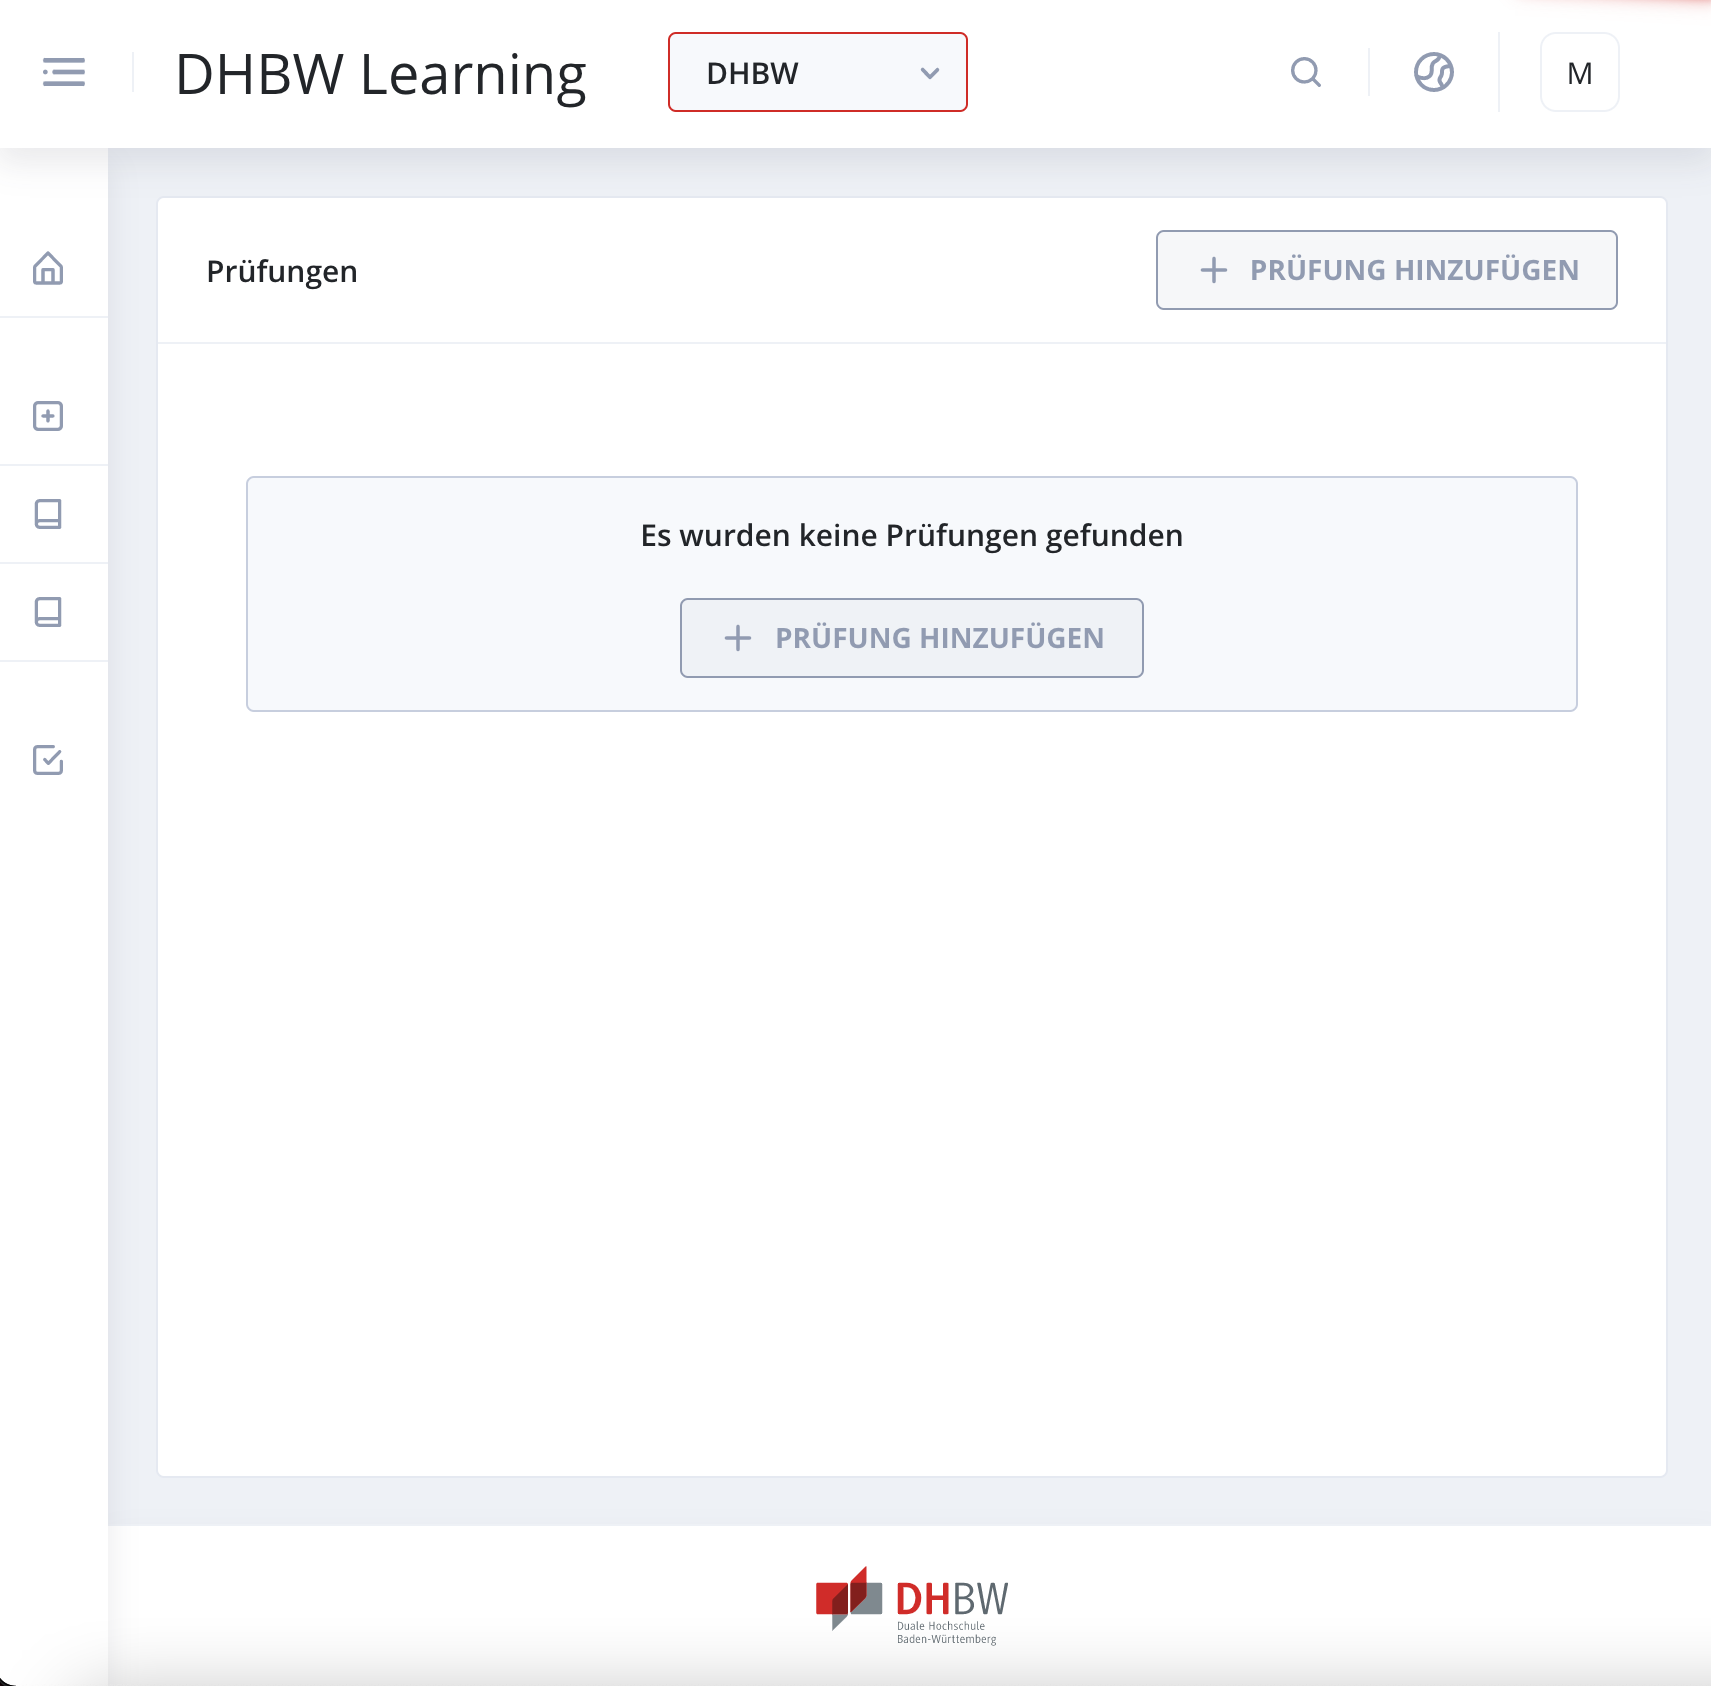 DHBW Learning
DHBW
M
Prüfungen
PRÜFUNG HINZUFÜGEN
Es wurden keine Prüfungen gefunden
PRÜFUNG HINZUFÜGEN
DHBW
Duale Hochschule
Baden-Württemberg